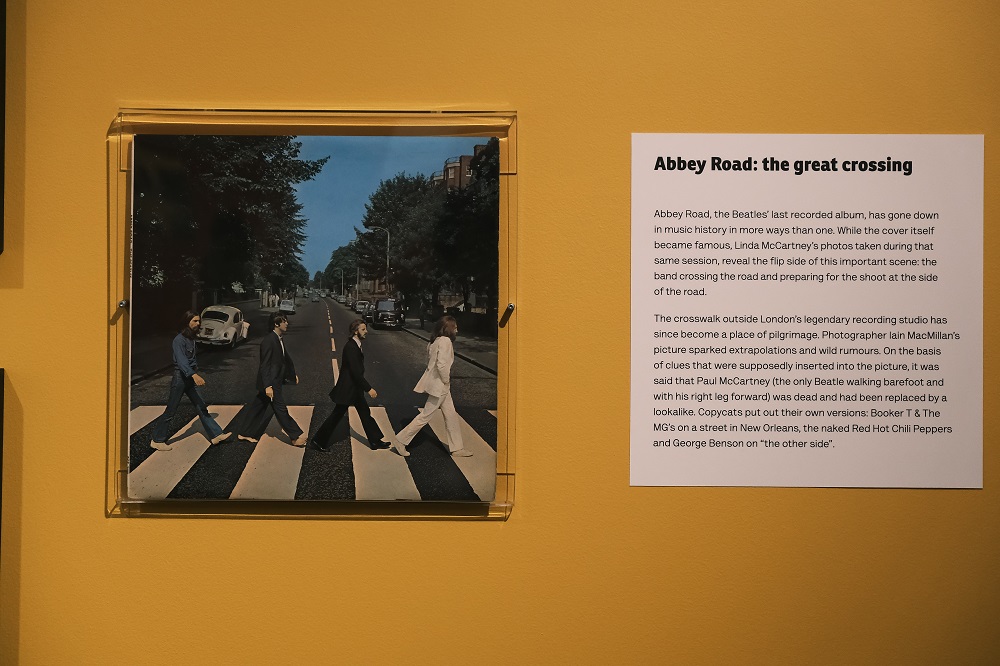 Abbey Road: the great crossing
Abbey Road, the Beatles' last recorded album, has gone down
in music history in more ways than one. While the cover itself
became famous, Linda McCartney's photos taken during that
same session, reveal the flip side of this important scene: the
band crossing the road and preparing for the shoot at the side
of the road.
The crosswalk outside London's legendary recording studio has
since become a place of pilgrimage. Photographer Iain MacMillan's
picture sparked extrapolations and wild rumours. On the basis
of clues that were supposedly inserted into the picture, it was
said that Paul McCartney (the only Beatle walking barefoot and
with his right leg forward) was dead and had been replaced by a
lookalike. Copycats put out their own versions: Booker T & The
MG's on a street in New Orleans, the naked Red Hot Chili Peppers
and George Benson on "the other side".